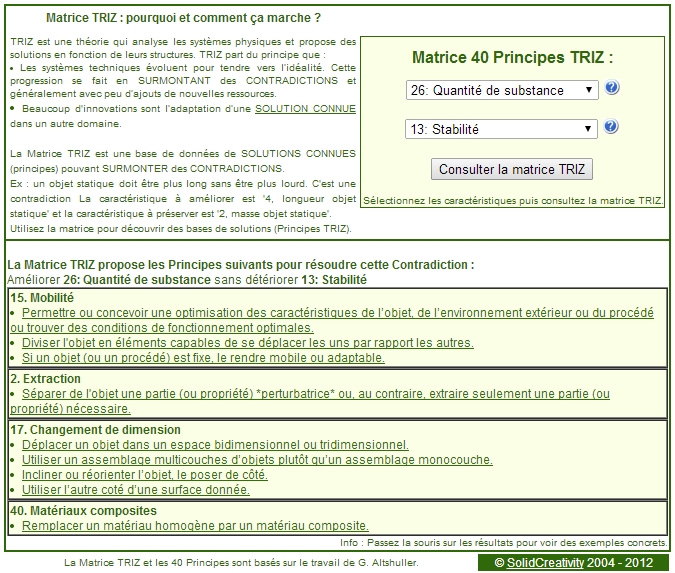 Matrice TRIZ : pourquoi et comment ça marche ?
TRIZ est une théorie qui analyse les systèmes physiques et propose des
solutions en fonction de leurs structures. TRIZ part du principe que :
• Les systèmes techniques évoluent pour tendre vers l'idéalité. Cette
progression se fait en SURMONTANT des CONTRADICTIONS et
généralement avec peu d'ajouts de nouvelles ressources.
• Beaucoup d'innovations sont l'adaptation d'une SOLUTION CONNUE
dans un autre domaine.
La Matrice TRIZ est une base de données de SOLUTIONS CONNUES
(principes) pouvant SURMONTER des CONTRADICTIONS.
Ex : un objet statique doit être plus long sans être plus lourd. C'est une
contradiction La caractéristique à améliorer est '4, longueur objet
statique' et la caractéristique à préserver est '2, masse objet statique'.
Utilisez la matrice pour découvrir des bases de solutions (Principes TRIZ).
Matrice 40 Principes TRIZ :
26: Quantité de substance
13: Stabilité
Consulter la matrice TRIZ
Sélectionnez les caractéristiques puis consultez la matrice TRIZ.
La Matrice TRIZ propose les Principes suivants pour résoudre cette Contradiction :
Améliorer 26: Quantité de substance sans détériorer 13: Stabilité
15. Mobilité
• Permettre ou concevoir une optimisation des caractéristiques de l'objet, de l'environnement extérieur ou du procédé
ou trouver des conditions de fonctionnement optimales.
• Diviser l'objet en éléments capables de se déplacer les uns par rapport les autres.
• Si un objet (ou un procédé) est fixe, le rendre mobile ou adaptable.
2. Extraction
• Séparer de l'objet une partie (ou propriété) *perturbatrice* ou, au contraire, extraire seulement une partie (ou
propriété) nécessaire.
17. Changement de dimension
• Déplacer un objet dans un espace bidimensionnel ou tridimensionnel.
• Utiliser un assemblage multicouches d'objets plutôt qu'un assemblage monocouche.
• Incliner ou réorienter l'objet, le poser de côté.
• Utiliser l'autre coté d'une surface donnée.
40. Matériaux composites
• Remplacer un matériau homogène par un matériau composite.
Info : Passez la souris sur les résultats pour voir des exemples concrets.
La Matrice TRIZ et les 40 Principes sont basés sur le travail de G. Altshuller.
© SolidCreativity 2004 - 2012